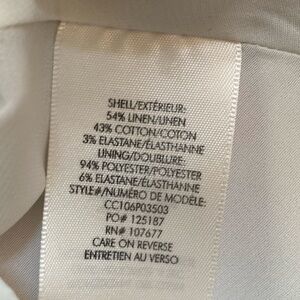 SHELL/EXTÉRIEUR:
54% LINEN/LINEN
43% COTTON/COTON
3% ELASTANE/ÉLASTHANNE
LINING/DOUBLURE:
94% POLYESTER/POLYESTER
6% ELASTANE/ÉLASTHANNE
STYLE#/NUMÉRO DE MODÈLE:
CC106P03503
PO# 125187
RN# 107677
CARE ON REVERSE
ENTRETIEN AU VERSO